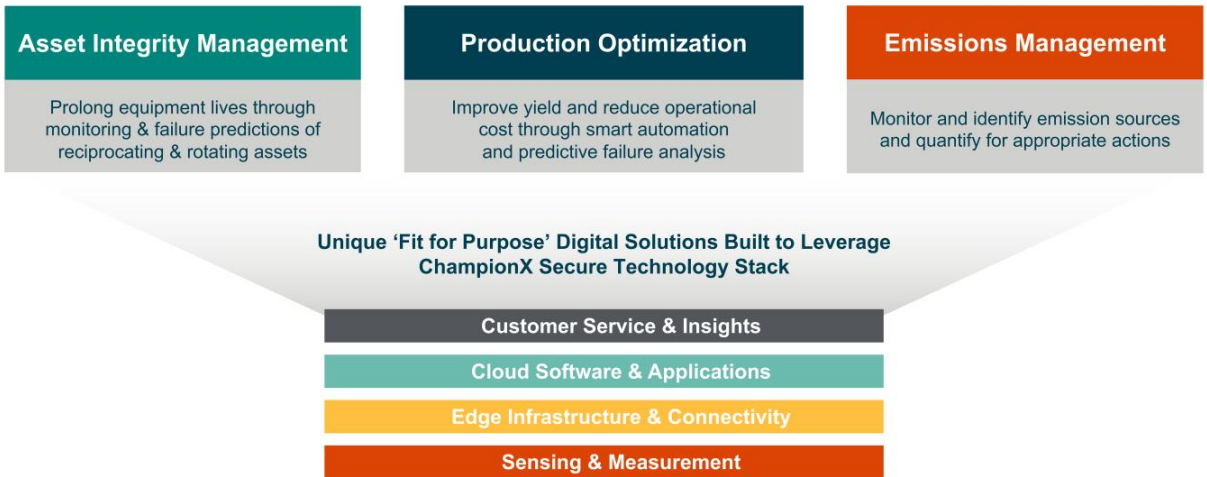 Asset Integrity Management
Prolong equipment lives through
monitoring & failure predictions of
reciprocating & rotating assets
Production Optimization
Improve yield and reduce operational
cost through smart automation
and predictive failure analysis
Emissions Management
Monitor and identify emission sources
and quantify for appropriate actions
Unique ‘Fit for Purpose’ Digital Solutions Built to Leverage
ChampionX Secure Technology Stack
Customer Service & Insights
Cloud Software & Applications
Edge Infrastructure & Connectivity
Sensing & Measurement